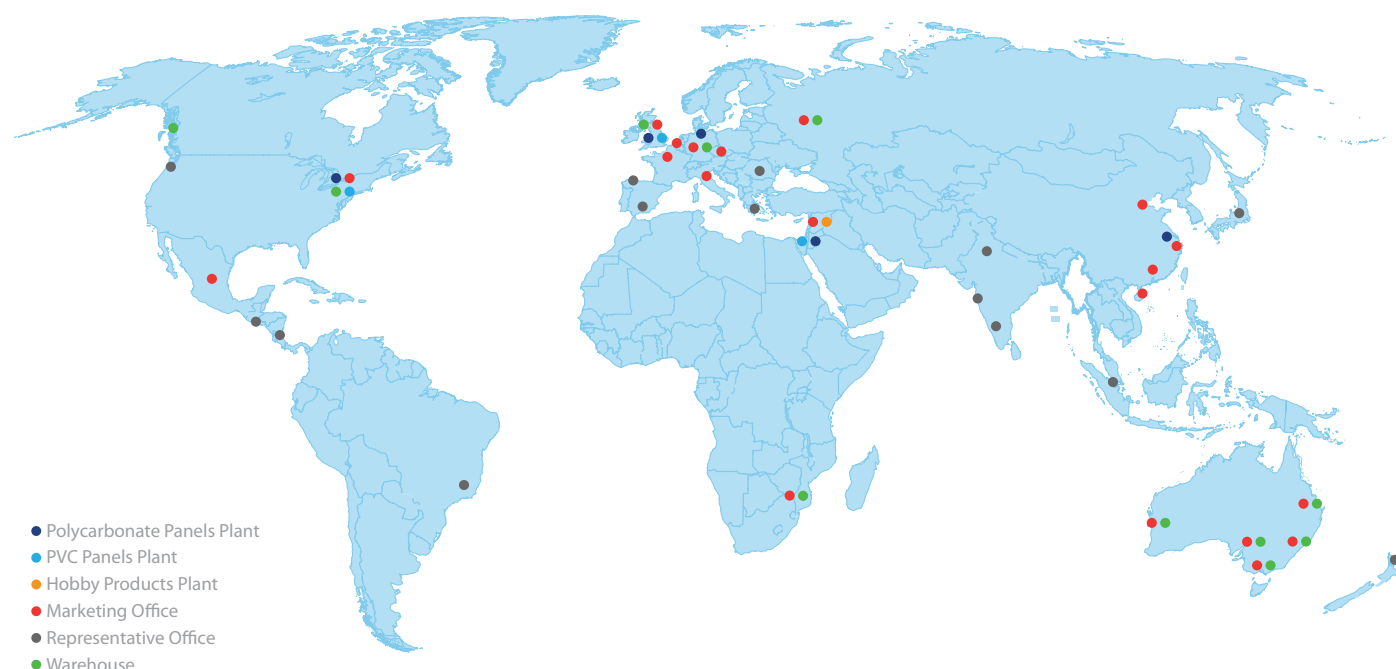 Polycarbonate Panels Plant
PVC Panels Plant
Hobby Products Plant
Marketing Office
Representative Office
Warehouse